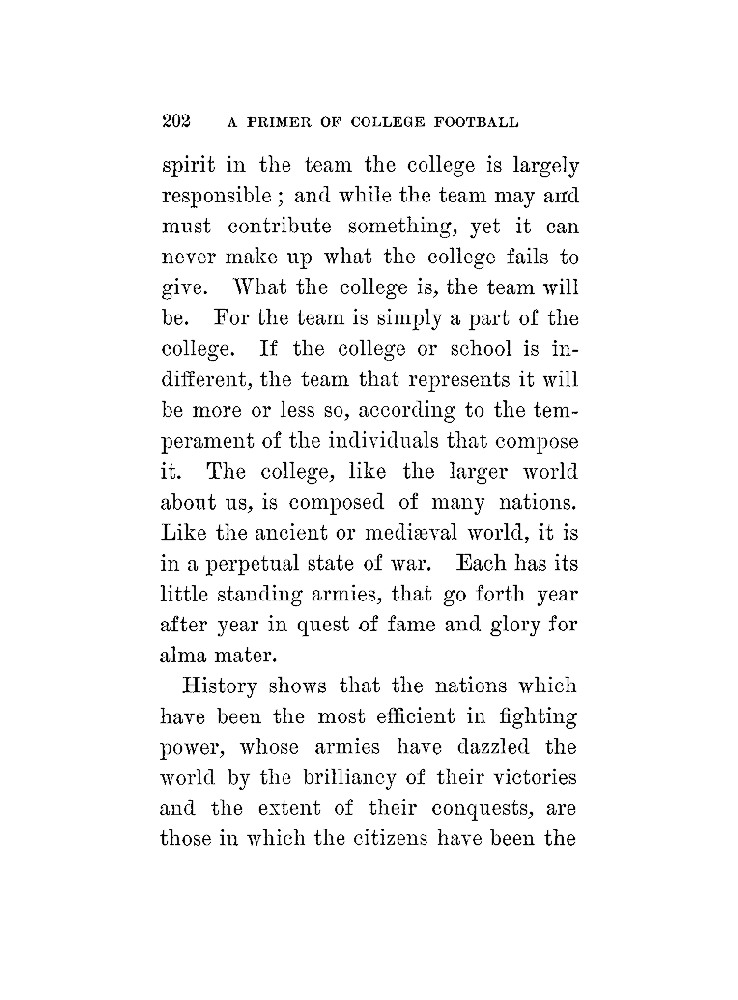 202 A PRIMER OF COLLEGE FOOTBALL
spirit in the team the college is largely
responsible ; and while the team may and
must contribute something, yet it can
never make up what the college fails to
give. What the college is, the team will
be. For the team is simply a part of the
college. If the college or school is in-
different, the team that represents it will
be more or less so, according to the tem-
perament of the individuals that compose
it. The college, like the larger world
about us, is composed of many nations.
Like the ancient or mediæval world, it is
in a perpetual state of war. Each has its
little standing armies, that go forth year
after year in quest of fame and glory for
alma mater.
History shows that the nations which
have been the most efficient in fighting
power, whose armies have dazzled the
world by the brilliancy of their victories
and the extent of their conquests, are
those in which the citizens have been the